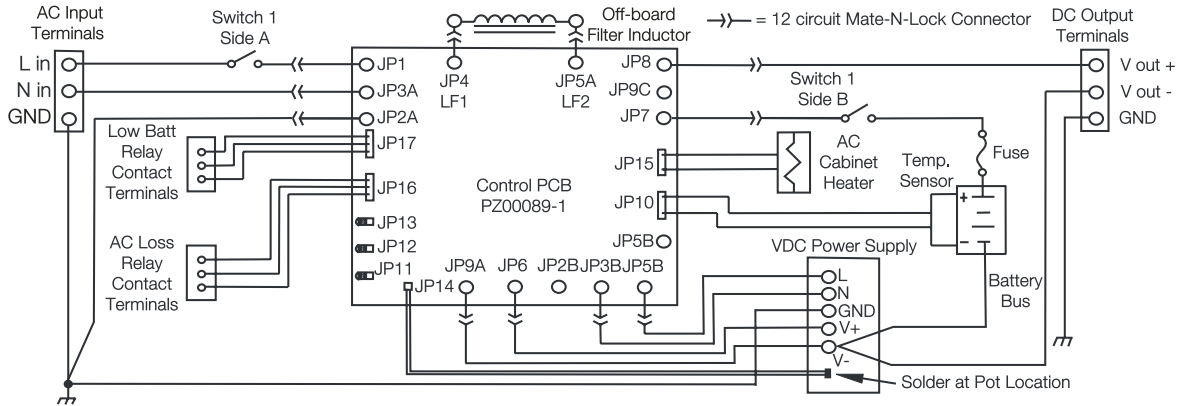 AC Input
Terminals
Switch 1
Side A
Off-board
Filter Inductor
= 12 circuit Mate-N-Lock Connector
DC Output
Terminals
L in
N in
GND
JP1
JP3A
JP2A
JP17
JP16
JP13
JP12
JP11
JP14
JP4
LF1
JP5A
LF2
JP8
JP9C
JP7
JP15
JP10
JP5B
Control PCB
PZ00089-1
JP9A
JP6
JP2B
JP3B
JP5B
Low Batt
Relay
Contact
Terminals
AC Loss
Relay
Contact
Terminals
Switch 1
Side B
AC
Cabinet
Heater
Temp.
Sensor
Fuse
V out +
V out -
GND
+
-
Battery
Bus
VDC Power Supply
L
N
GND
V+
V-
Solder at Pot Location